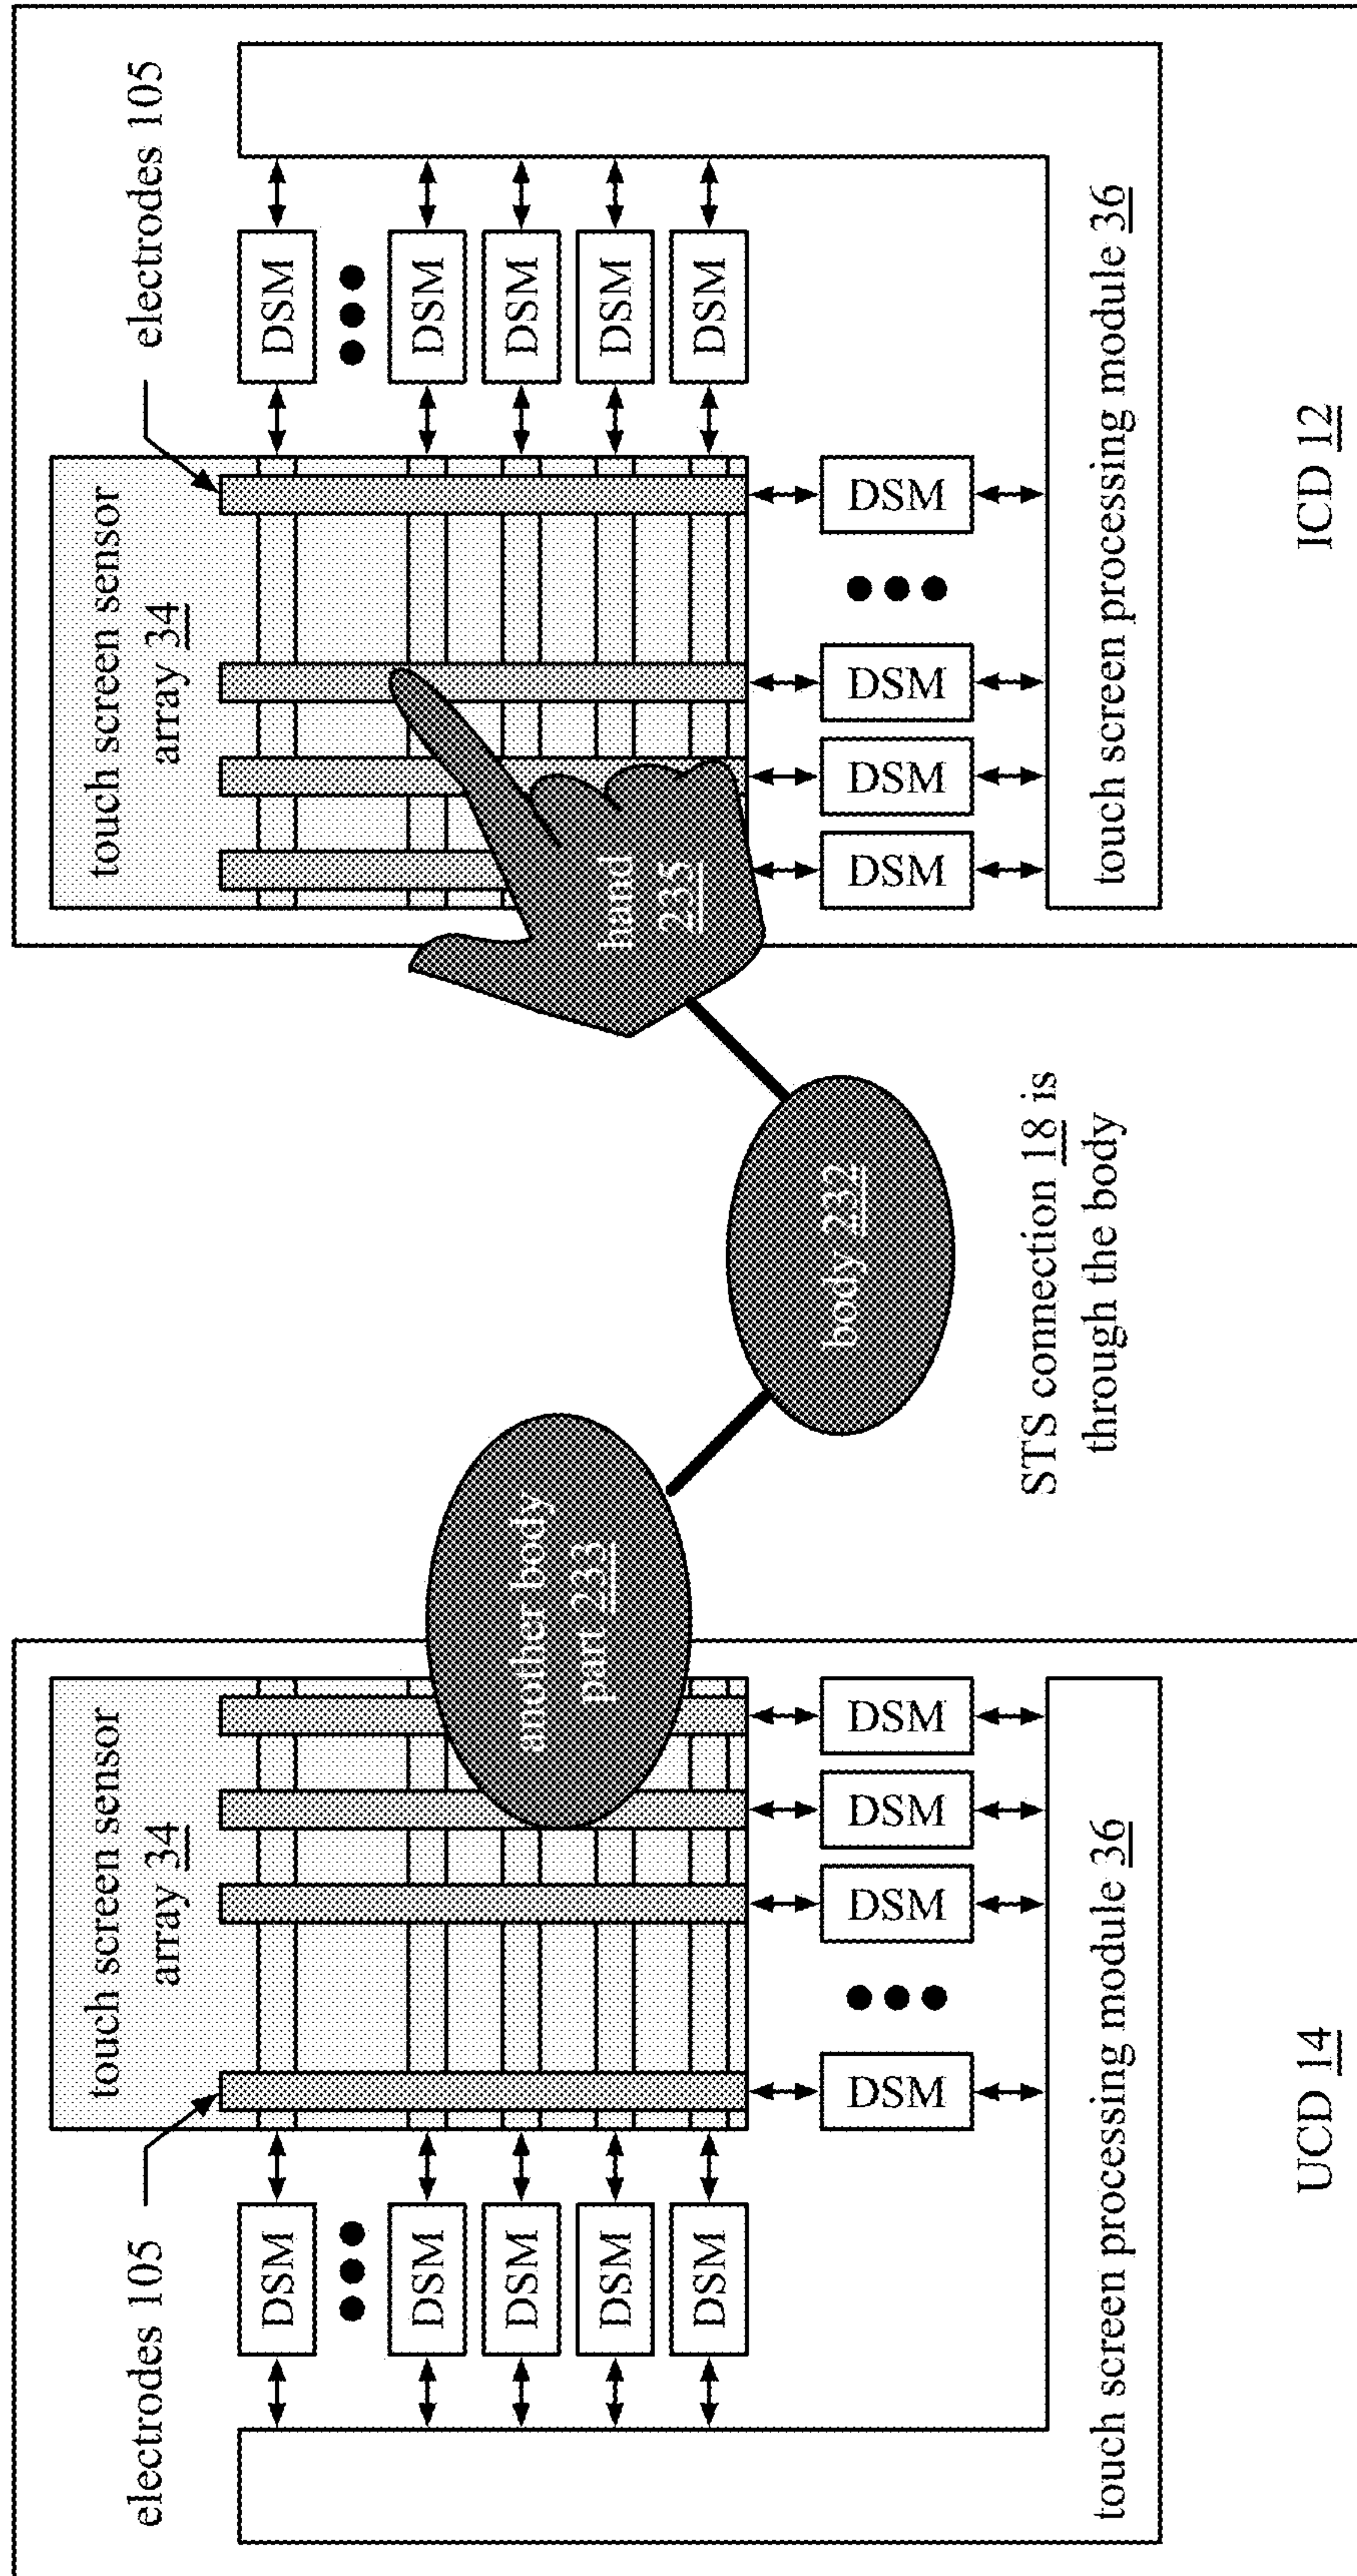 electrodes 105
touch screen sensor
array 34
DSM
DSM
DSM
DSM
DSM
DSM
DSM
DSM
DSM
touch screen processing module 36
UCD 14
another body
part 233
body 232
hand
235
STS connection 18 is
through the body
touch screen sensor
array 34
electrodes 105
DSM
DSM
DSM
DSM
DSM
DSM
DSM
DSM
DSM
touch screen processing module 36
ICD 12